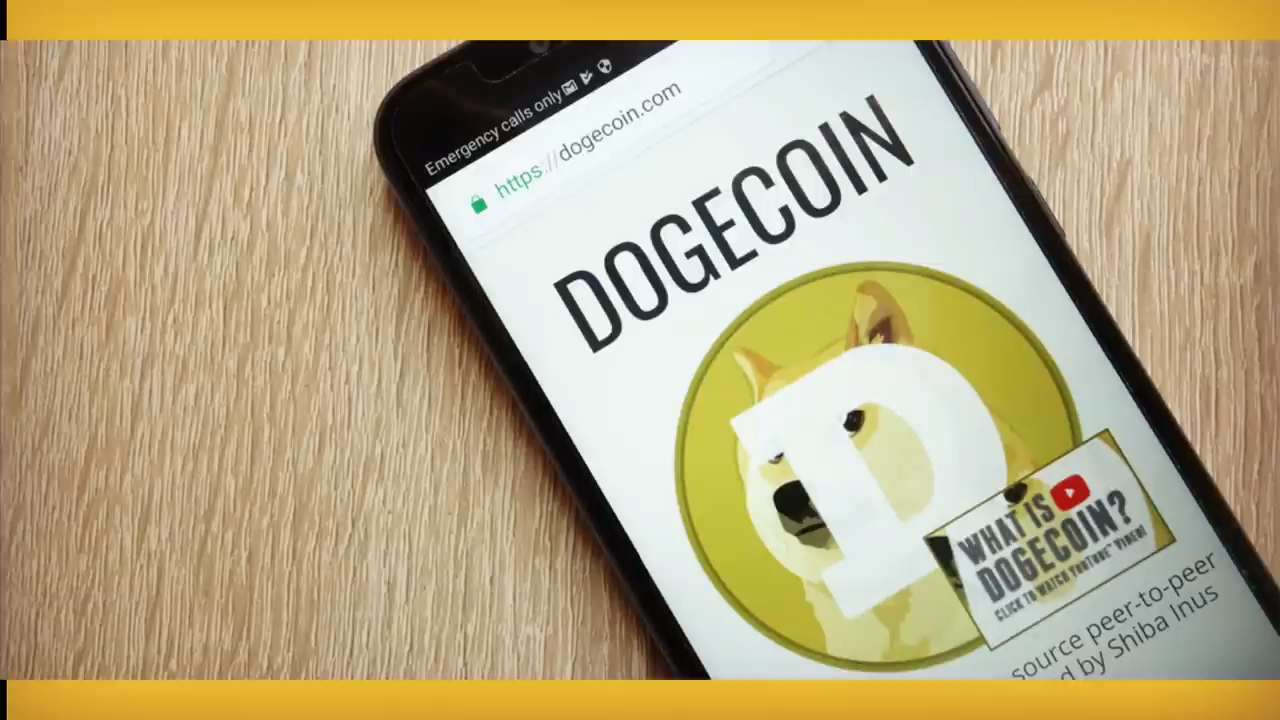 Emergency calls only
https://dogecoin.com
DOGECOIN
D
WHAT IS
DOGECOIN?
CLICK TO WATCH YouTube™ VIDEO!
source peer-to-peer
d by Shiba Inus